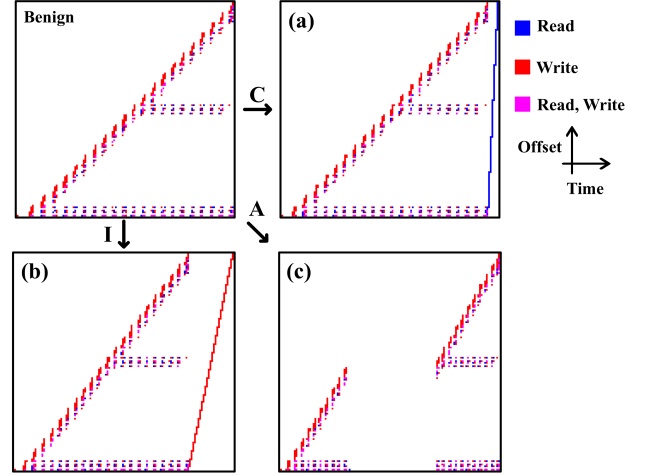 Benign
(a)
Read
Write
Read, Write
C
Offset
Time
A
I
(b)
(c)